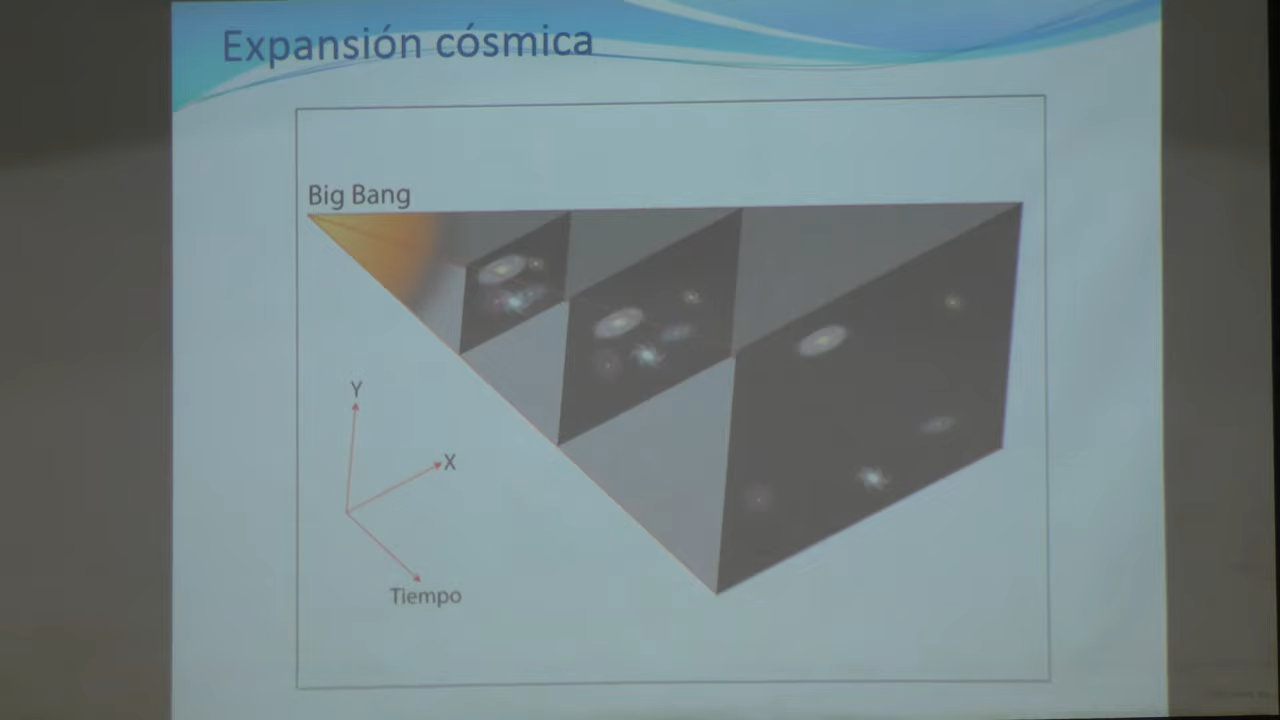 Expansión cósmica
Big Bang
Y
X
Tiempo